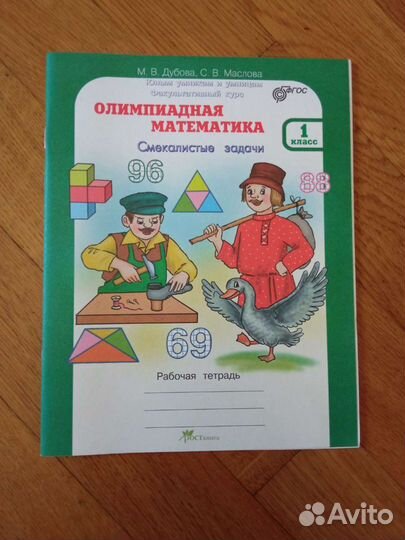 М. В. Дубова, С. В. Маслова
Юным умникам и умницам
Факультативный курс
ФГОС
ОЛИМПИАДНАЯ
МАТЕМАТИКА
1
класс
Смекалистые задачи
96
88
69
Рабочая тетрадь
РОСТкнига
Avito